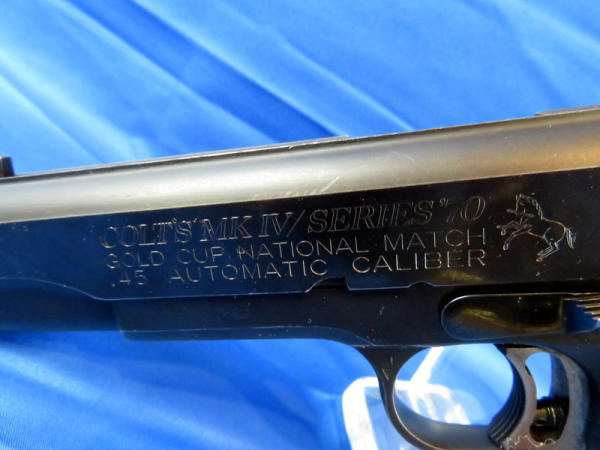 COLT'S MK IV/SERIES '70
GOLD CUP NATIONAL MATCH
.45 AUTOMATIC CALIBER